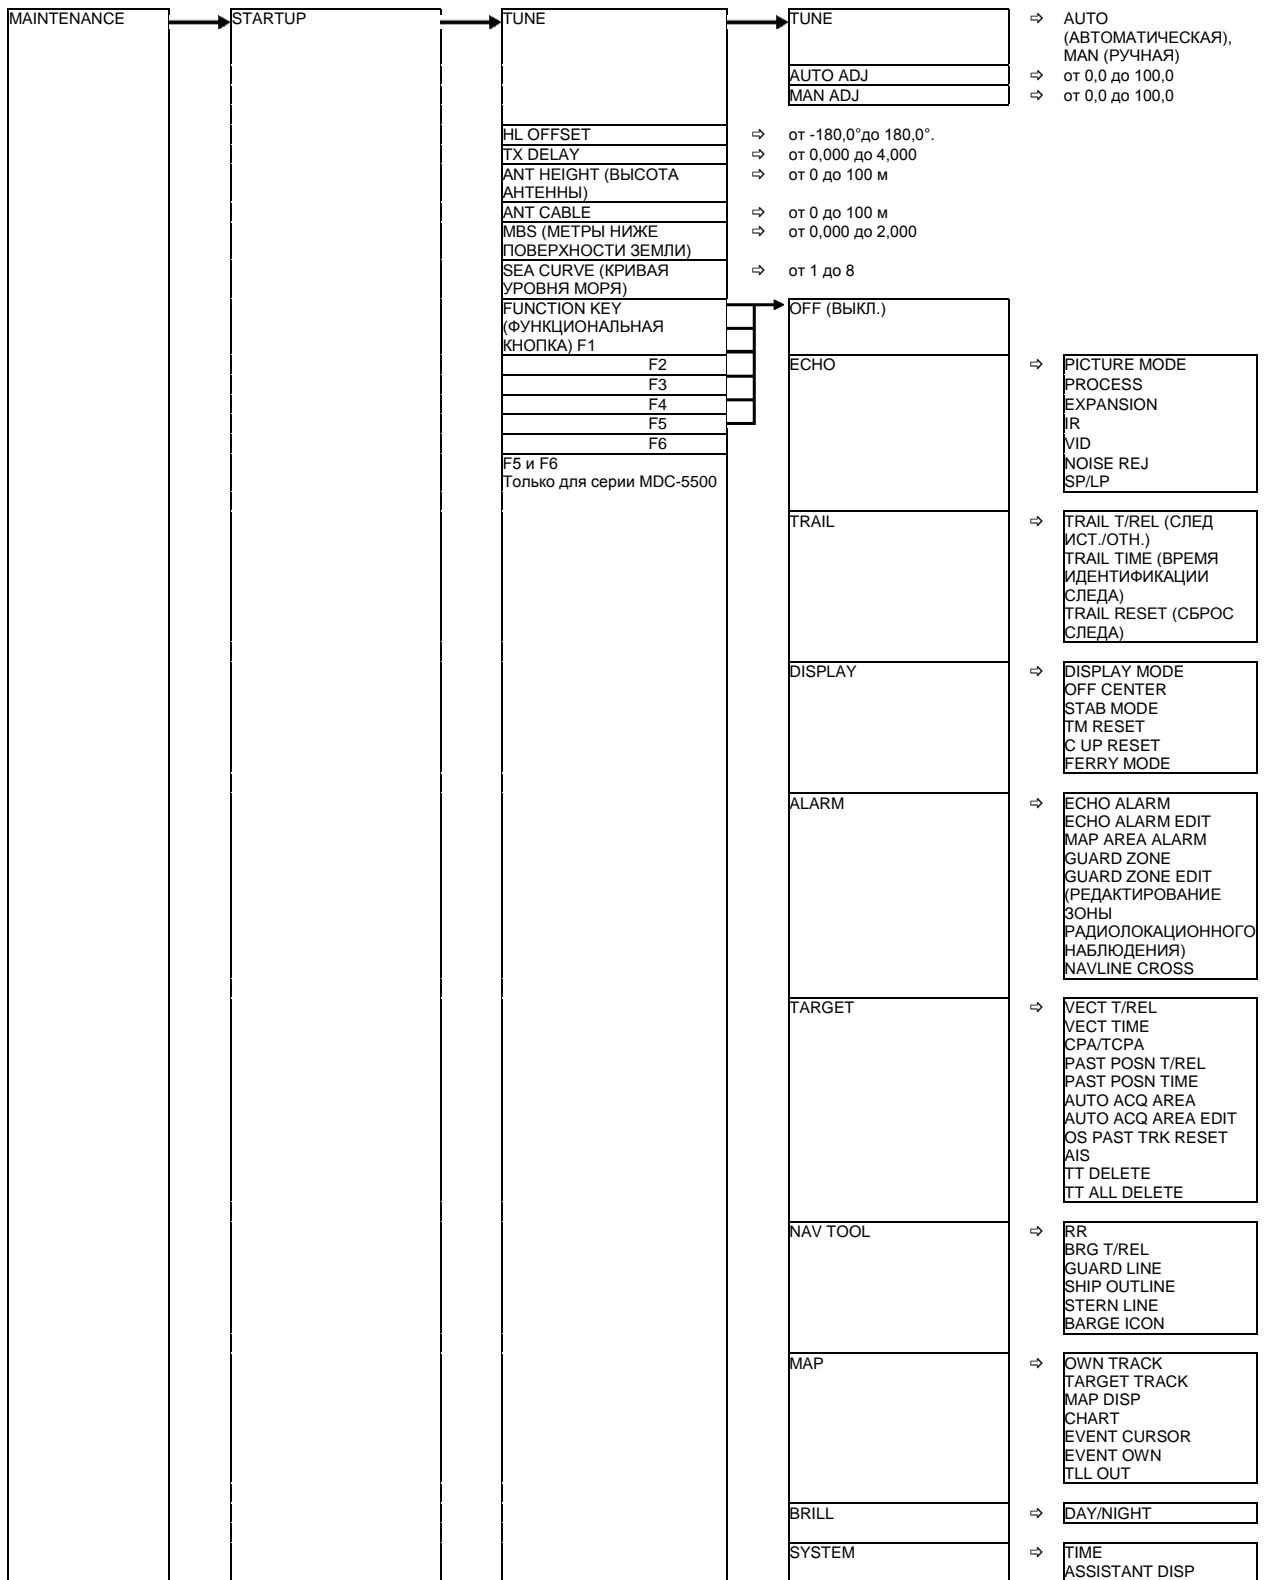 MAINTENANCE
STARTUP
TUNE
TUNE
⇨ AUTO
(АВТОМАТИЧЕСКАЯ),
MAN (РУЧНАЯ)
AUTO ADJ
⇨ от 0,0 до 100,0
MAN ADJ
⇨ от 0,0 до 100,0
HL OFFSET
⇨ от -180,0°до 180,0°.
TX DELAY
⇨ от 0,000 до 4,000
ANT HEIGHT (ВЫСОТА
АНТЕННЫ)
⇨ от 0 до 100 м
ANT CABLE
⇨ от 0 до 100 м
MBS (МЕТРЫ НИЖЕ
ПОВЕРХНОСТИ ЗЕМЛИ)
⇨ от 0,000 до 2,000
SEA CURVE (КРИВАЯ
УРОВНЯ МОРЯ)
⇨ от 1 до 8
FUNCTION KEY
(ФУНКЦИОНАЛЬНАЯ
КНОПКА) F1
F2
F3
F4
F5
F6
F5 и F6
Только для серии MDC-5500
OFF (ВЫКЛ.)
ECHO
⇨ PICTURE MODE
PROCESS
EXPANSION
IR
VID
NOISE REJ
SP/LP
TRAIL
⇨ TRAIL T/REL (СЛЕД
ИСТ./ОТН.)
TRAIL TIME (ВРЕМЯ
ИДЕНТИФИКАЦИИ
СЛЕДА)
TRAIL RESET (СБРОС
СЛЕДА)
DISPLAY
⇨ DISPLAY MODE
OFF CENTER
STAB MODE
TM RESET
C UP RESET
FERRY MODE
ALARM
⇨ ECHO ALARM
ECHO ALARM EDIT
MAP AREA ALARM
GUARD ZONE
GUARD ZONE EDIT
(РЕДАКТИРОВАНИЕ
ЗОНЫ
РАДИОЛОКАЦИОННОГО
НАБЛЮДЕНИЯ)
NAVLINE CROSS
TARGET
⇨ VECT T/REL
VECT TIME
CPA/TCPA
PAST POSN T/REL
PAST POSN TIME
AUTO ACQ AREA
AUTO ACQ AREA EDIT
OS PAST TRK RESET
AIS
TT DELETE
TT ALL DELETE
NAV TOOL
⇨ RR
BRG T/REL
GUARD LINE
SHIP OUTLINE
STERN LINE
BARGE ICON
MAP
⇨ OWN TRACK
TARGET TRACK
MAP DISP
CHART
EVENT CURSOR
EVENT OWN
TLL OUT
BRILL
⇨ DAY/NIGHT
SYSTEM
⇨ TIME
ASSISTANT DISP